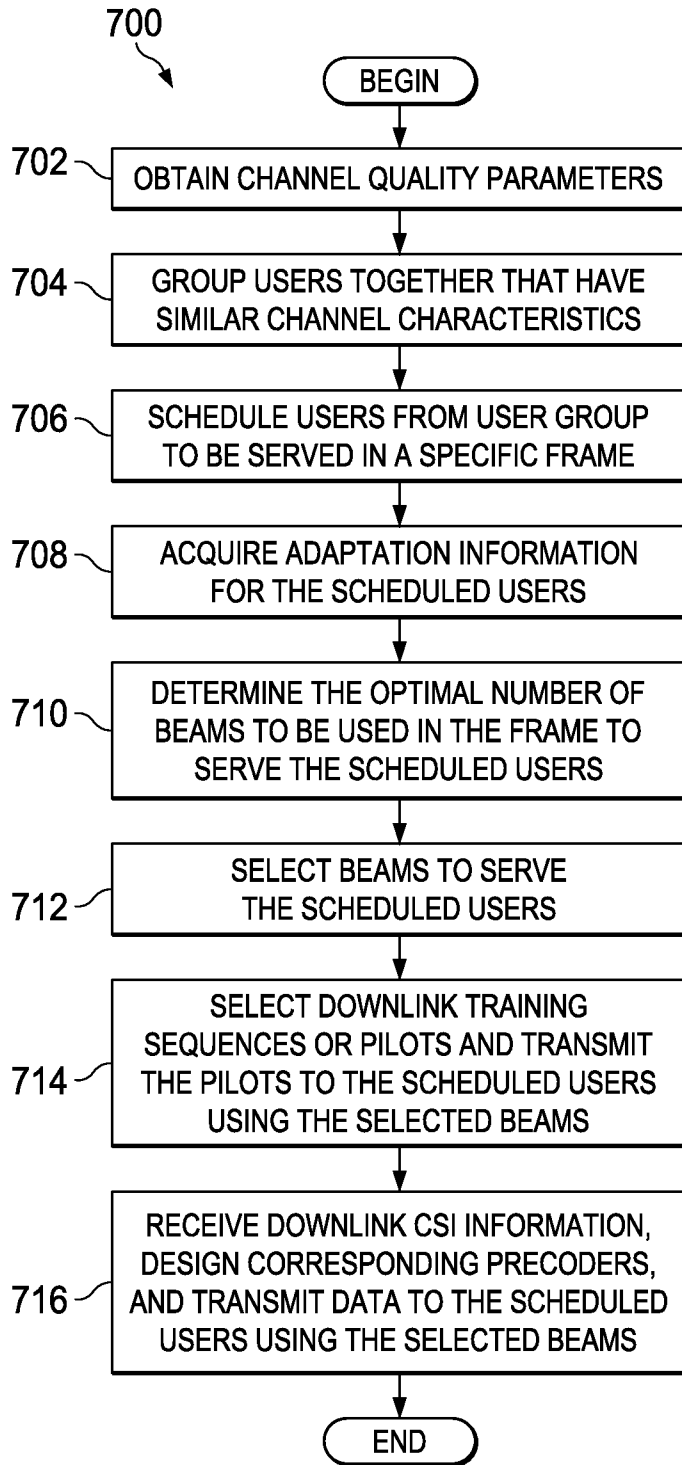 700
BEGIN
702
OBTAIN CHANNEL QUALITY PARAMETERS
704
GROUP USERS TOGETHER THAT HAVE
SIMILAR CHANNEL CHARACTERISTICS
706
SCHEDULE USERS FROM USER GROUP
TO BE SERVED IN A SPECIFIC FRAME
708
ACQUIRE ADAPTATION INFORMATION
FOR THE SCHEDULED USERS
710
DETERMINE THE OPTIMAL NUMBER OF
BEAMS TO BE USED IN THE FRAME TO
SERVE THE SCHEDULED USERS
712
SELECT BEAMS TO SERVE
THE SCHEDULED USERS
714
SELECT DOWNLINK TRAINING
SEQUENCES OR PILOTS AND TRANSMIT
THE PILOTS TO THE SCHEDULED USERS
USING THE SELECTED BEAMS
716
RECEIVE DOWNLINK CSI INFORMATION,
DESIGN CORRESPONDING PRECODERS,
AND TRANSMIT DATA TO THE SCHEDULED
USERS USING THE SELECTED BEAMS
END